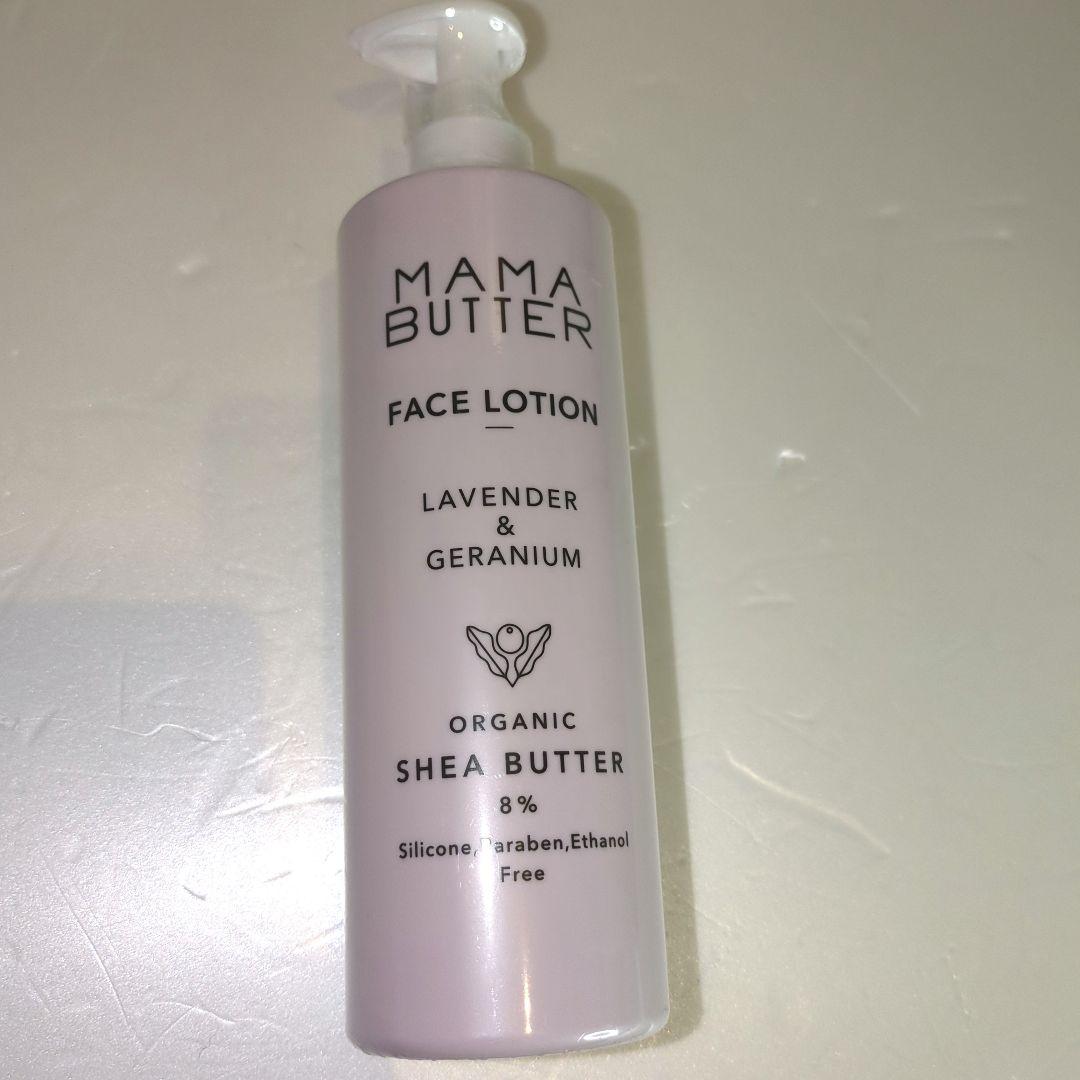 MAMA
BUTTER
FACE LOTION
LAVENDER
&
GERANIUM
ORGANIC
SHEA BUTTER
8%
Silicone,Paraben,Ethanol
Free